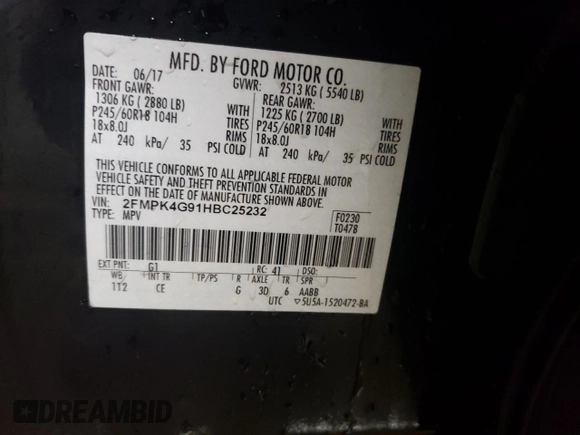 MFD. BY FORD MOTOR CO.
DATE: 06/17 GVWR: 2513 KG ( 5540 LB)
FRONT GAWR: REAR GAWR:
1306 KG ( 2880 LB) WITH 1225 KG ( 2700 LB) WITH
P245/60R18 104H TIRES P245/60R18 104H TIRES
18x8.0J RIMS 18x8.0J RIMS
AT 240 kPa/ 35 PSI COLD AT 240 kPa/ 35 PSI COLD
THIS VEHICLE CONFORMS TO ALL APPLICABLE FEDERAL MOTOR
VEHICLE SAFETY AND THEFT PREVENTION STANDARDS IN
EFFECT ON THE DATE OF MANUFACTURE SHOWN ABOVE.
VIN: 2FMPK4G91HBC25232 F0230
TYPE: MPV T0478
EXT PNT: G1 RC: 41 DSO:
WB INT TR TP/PS R AXLE TR SPR
112 CE G 3D 6 AABB
UTC ▽5U5A-1520472-BA
DREAMBID